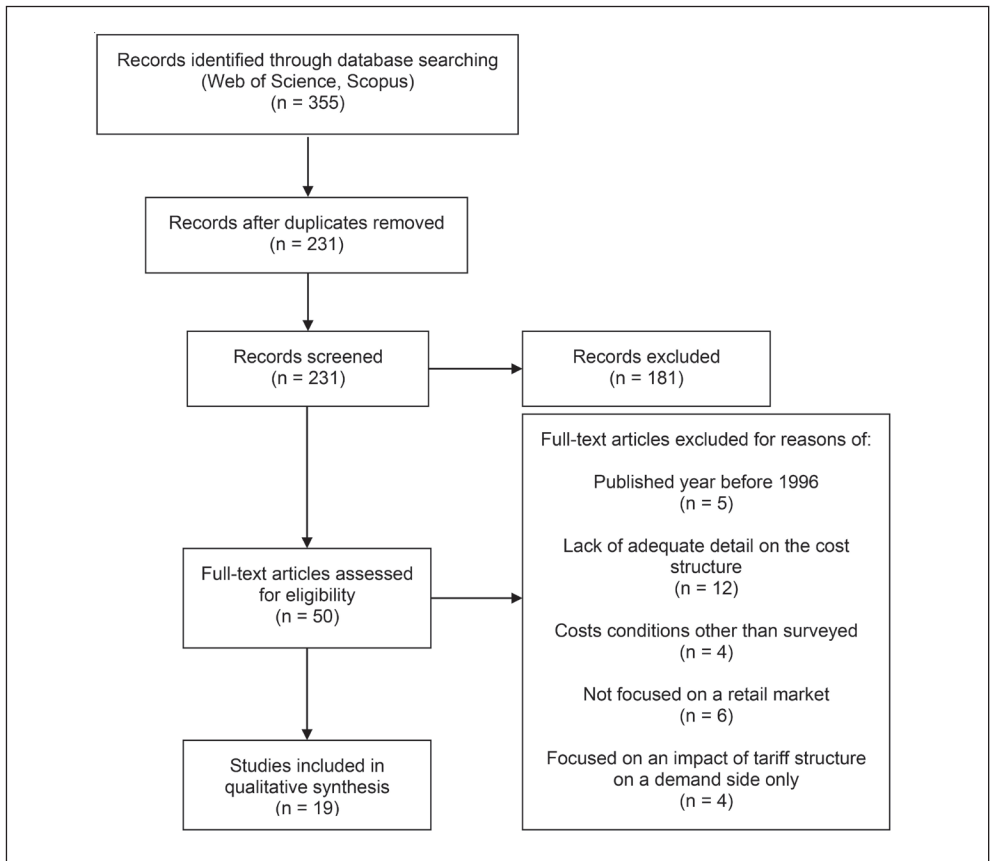 Records identified through database searching
(Web of Science, Scopus)
(n = 355)
Records after duplicates removed
(n = 231)
Records screened
(n = 231)
Records excluded
(n = 181)
Full-text articles assessed
for eligibility
(n = 50)
Full-text articles excluded for reasons of:
Published year before 1996
(n = 5)
Lack of adequate detail on the cost
structure
(n = 12)
Costs conditions other than surveyed
(n = 4)
Not focused on a retail market
(n = 6)
Focused on an impact of tariff structure
on a demand side only
(n = 4)
Studies included in
qualitative synthesis
(n = 19)